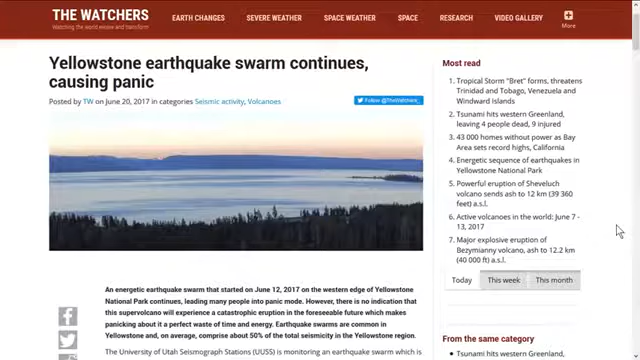 THE WATCHERS
Watching the world evolve and transform
EARTH CHANGES
SEVERE WEATHER
SPACE WEATHER
SPACE
RESEARCH
VIDEO GALLERY
More
Yellowstone earthquake swarm continues,
causing panic
Posted by TW on June 20, 2017 in categories Seismic activity, Volcanoes
Follow @TheWatchers_
An energetic earthquake swarm that started on June 12, 2017 on the western edge of Yellowstone
National Park continues, leading many people into panic mode. However, there is no indication that
this supervolcano will experience a catastrophic eruption in the foreseeable future which makes
panicking about it a perfect waste of time and energy. Earthquake swarms are common in
Yellowstone and, on average, comprise about 50% of the total seismicity in the Yellowstone region.
The University of Utah Seismograph Stations (UUSS) is monitoring an earthquake swarm which is
Most read
1. Tropical Storm "Bret" forms, threatens
Trinidad and Tobago, Venezuela and
Windward Islands
2. Tsunami hits western Greenland,
leaving 4 people dead, 9 injured
3. 43 000 homes without power as Bay
Area sets record highs, California
4. Energetic sequence of earthquakes in
Yellowstone National Park
5. Powerful eruption of Sheveluch
volcano sends ash to 12 km (39 360
feet) a.s.l.
6. Active volcanoes in the world: June 7 -
13, 2017
7. Major explosive eruption of
Bezymianny volcano, ash to 12.2 km
(40 000 ft) a.s.l.
Today
This week
This month
From the same category
Tsunami hits western Greenland,